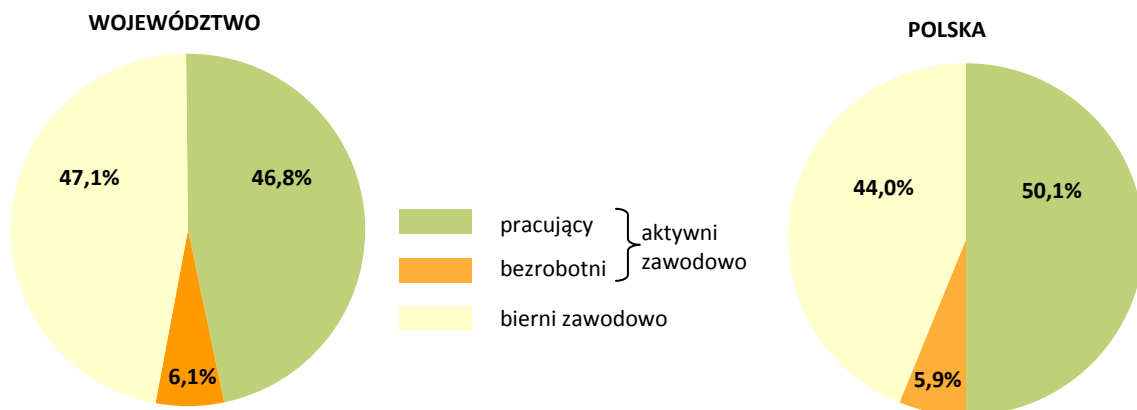 WOJEWÓDZTWO
47,1%
46,8%
6,1%
pracujący
bezrobotni
aktywni
zawodowo
bierni zawodowo
POLSKA
44,0%
50,1%
5,9%